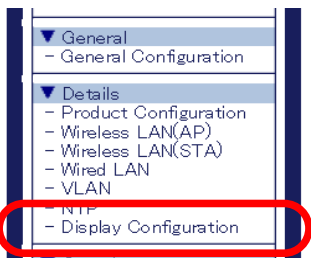 ▼ General
- General Configuration
▼ Details
- Product Configuration
- Wireless LAN(AP)
- Wireless LAN(STA)
- Wired LAN
- VLAN
- NTP
- Display Configuration